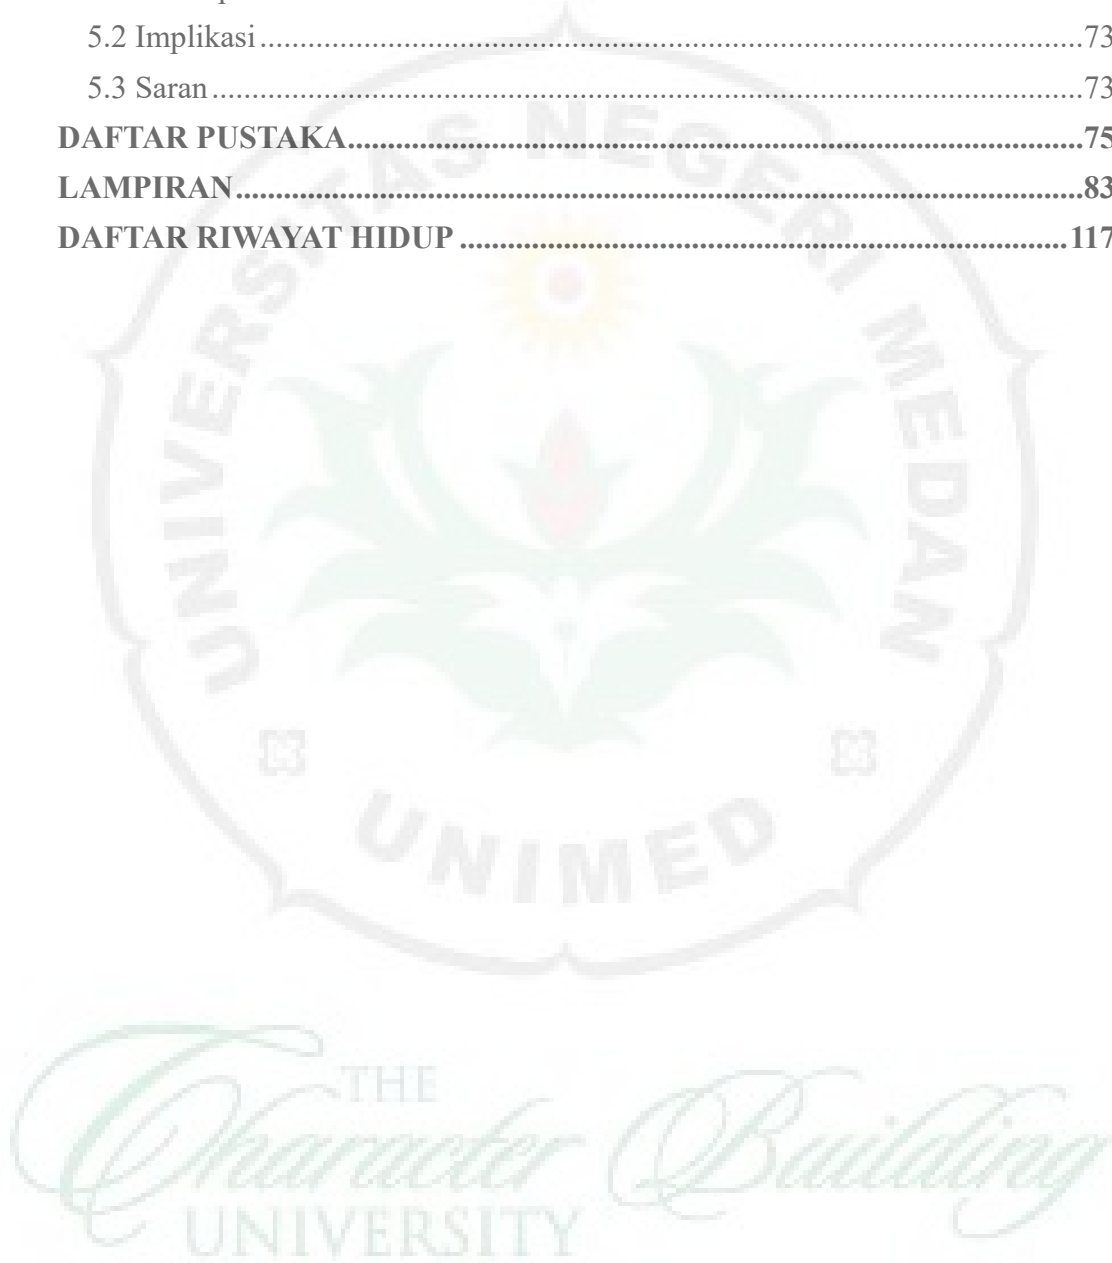 5.2 Implikasi........................................................................................................73
5.3 Saran..............................................................................................................73
DAFTAR PUSTAKA............................................................................................75
LAMPIRAN..........................................................................................................83
DAFTAR RIWAYAT HIDUP............................................................................117
UNIVERSITAS NEGERI MEDAN
UNIMED
THE
Character Building
UNIVERSITY